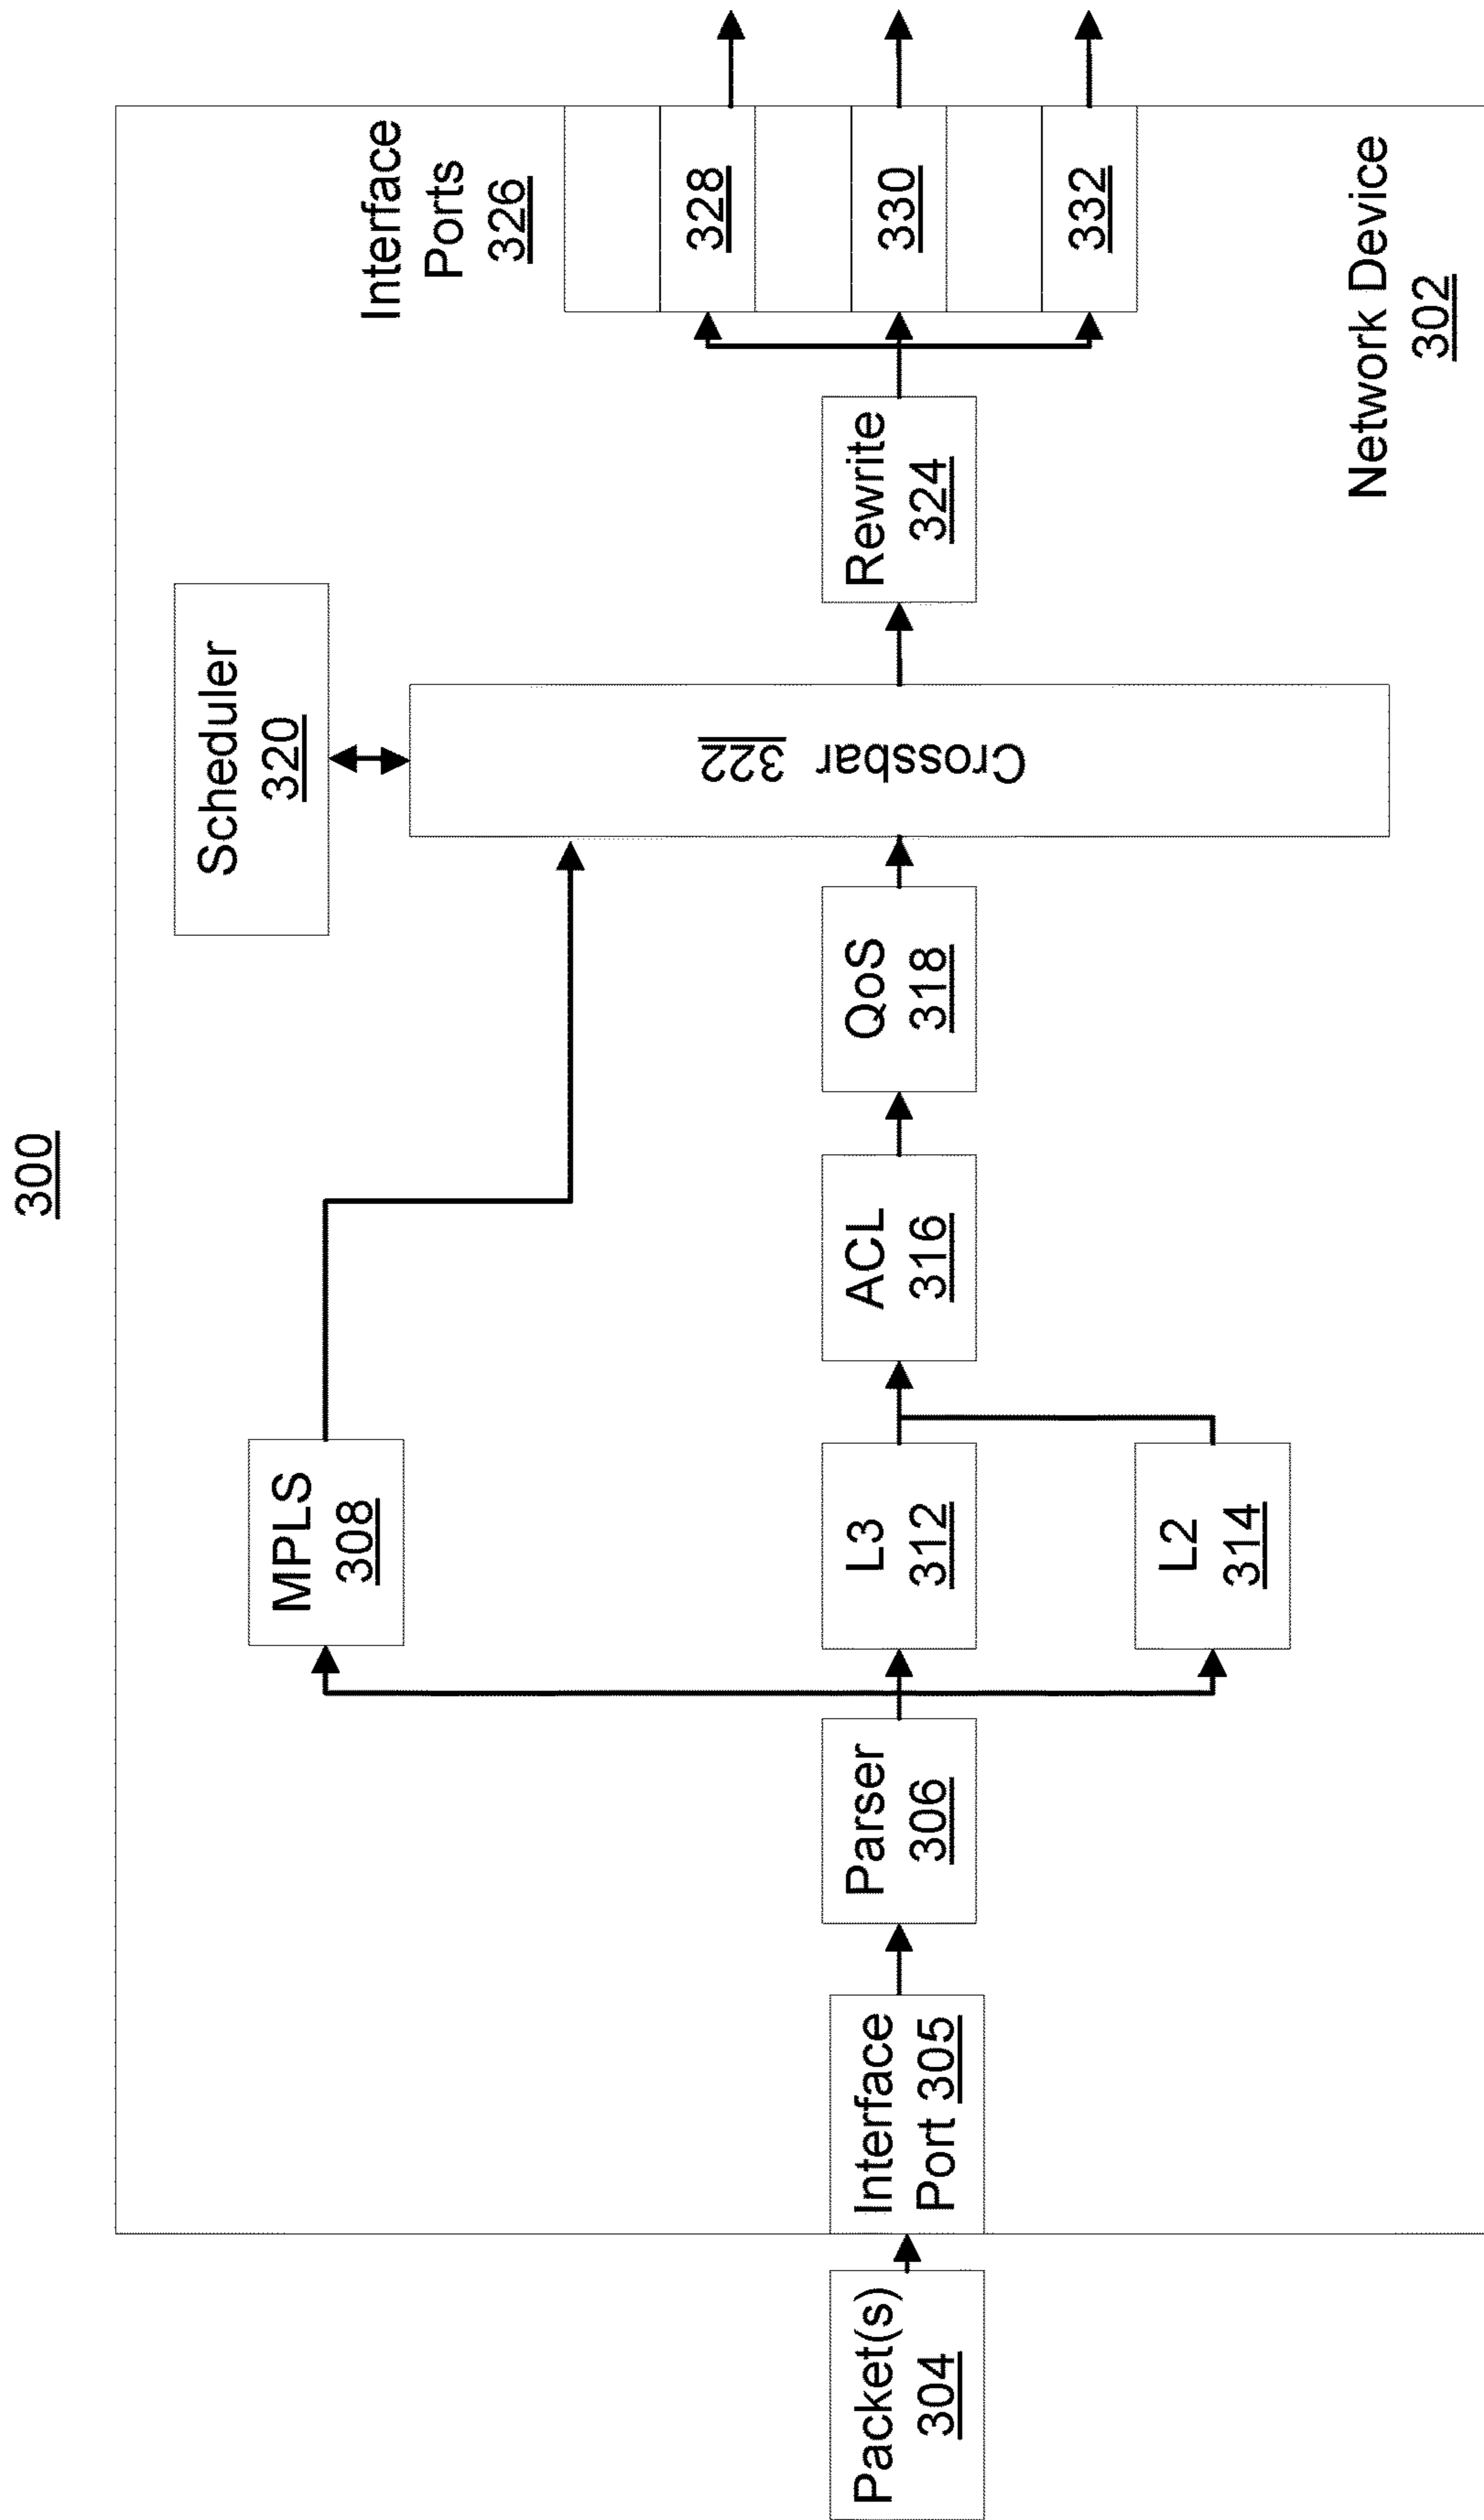 300
Packet(s)
304
Interface
Port 305
Parser
306
MPLS
308
L3
312
L2
314
ACL
316
QoS
318
Scheduler
320
Crossbar 322
Rewrite
324
Interface
Ports
326
328
330
332
Network Device
302